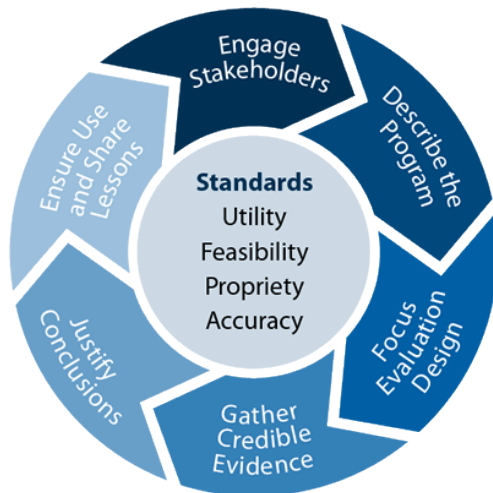 Engage
Stakeholders
Describe the
Program
Focus
Evaluation
Design
Gather
Credible
Evidence
Justify
Conclusions
Ensure Use
and Share
Lessons
Standards
Utility
Feasibility
Propriety
Accuracy